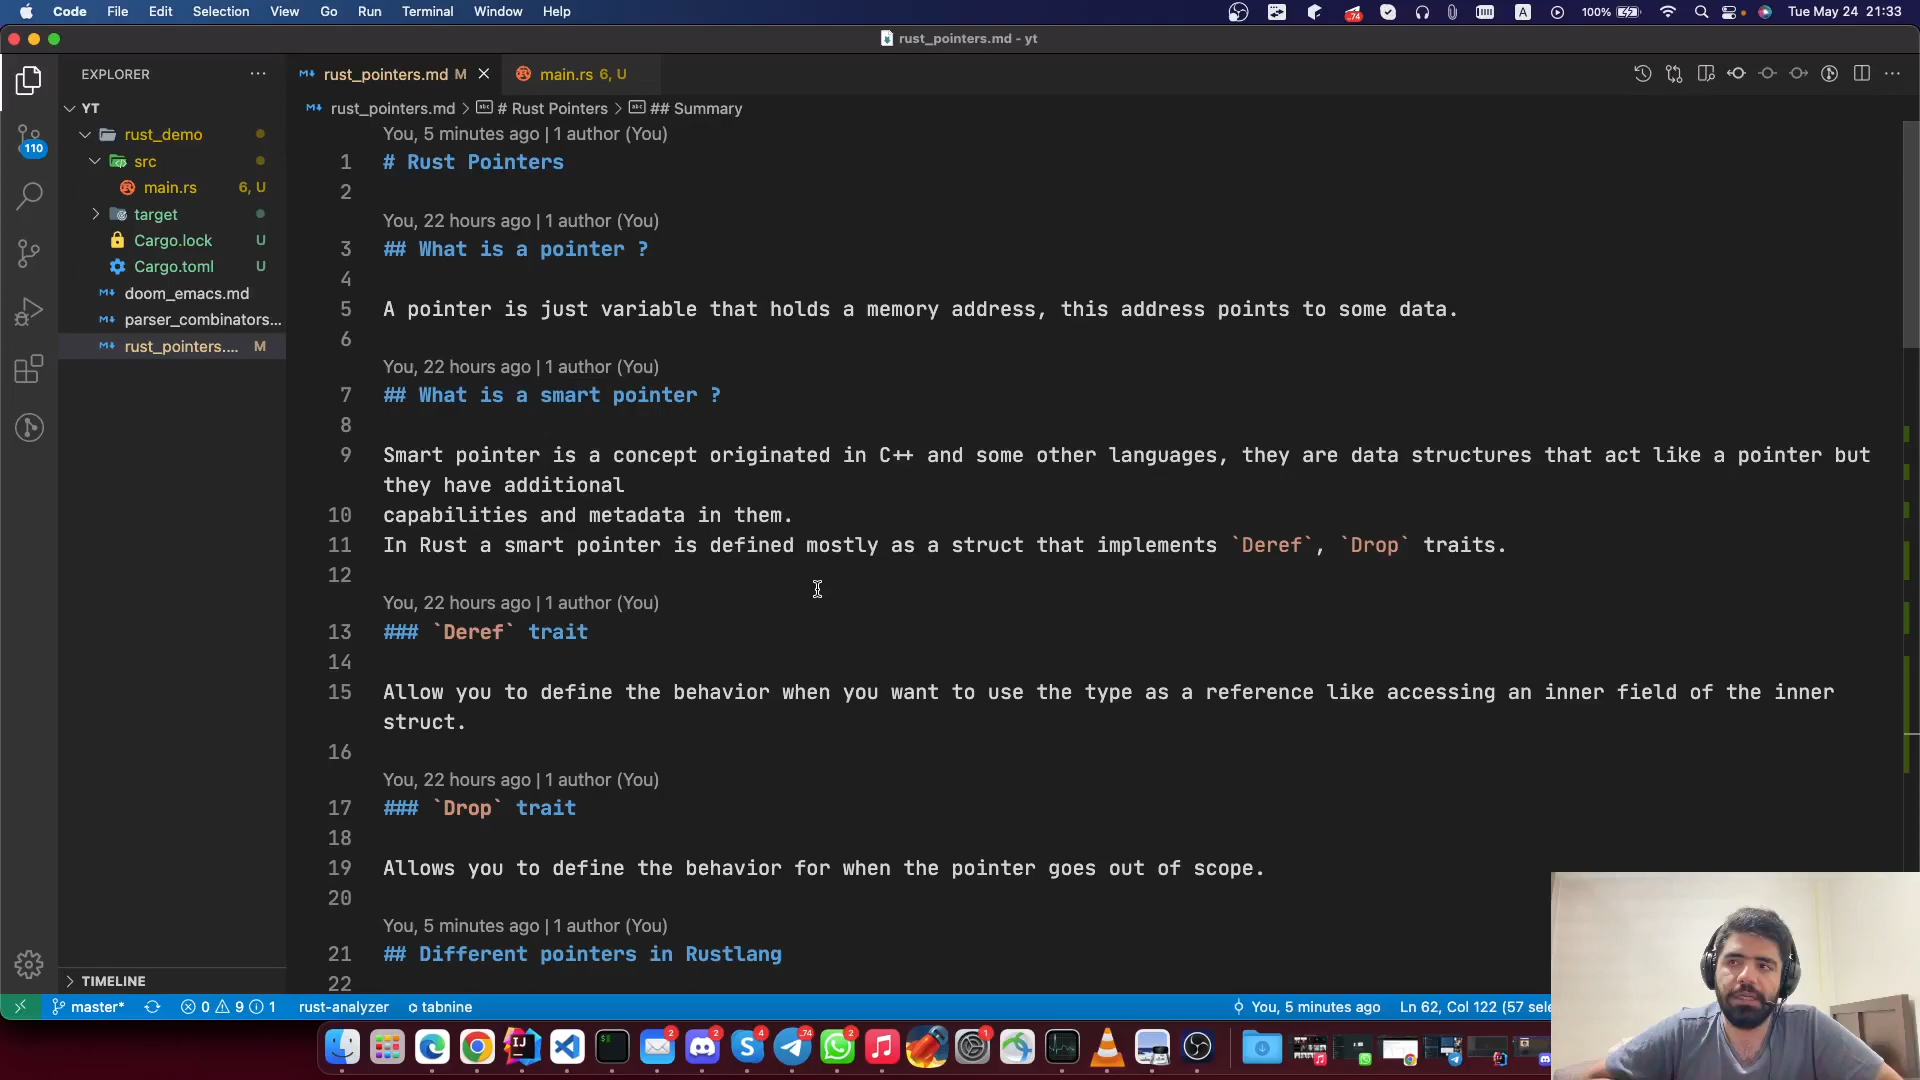 Code File Edit Selection View Go Run Terminal Window Help 74 A 100% Tue May 24 21:33
rust_pointers.md - yt
EXPLORER
rust_pointers.md M
main.rs 6, U
YT
rust_pointers.md > # Rust Pointers > ## Summary
rust_demo
src
main.rs 6, U
target
Cargo.lock U
Cargo.toml U
doom_emacs.md
parser_combinators...
rust_pointers.... M
110
You, 5 minutes ago | 1 author (You)
1 # Rust Pointers
2
You, 22 hours ago | 1 author (You)
3 ## What is a pointer ?
4
5 A pointer is just variable that holds a memory address, this address points to some data.
6
You, 22 hours ago | 1 author (You)
7 ## What is a smart pointer ?
8
9 Smart pointer is a concept originated in C++ and some other languages, they are data structures that act like a pointer but
they have additional
10 capabilities and metadata in them.
11 In Rust a smart pointer is defined mostly as a struct that implements `Deref`, `Drop` traits.
12
You, 22 hours ago | 1 author (You)
13 ### `Deref` trait
14
15 Allow you to define the behavior when you want to use the type as a reference like accessing an inner field of the inner
struct.
16
You, 22 hours ago | 1 author (You)
17 ### `Drop` trait
18
19 Allows you to define the behavior for when the pointer goes out of scope.
20
You, 5 minutes ago | 1 author (You)
21 ## Different pointers in Rustlang
22
TIMELINE
master* 0 9 1 rust-analyzer tabnine You, 5 minutes ago Ln 62, Col 122 (57 sele
IJ 2 2 4 74 2 1